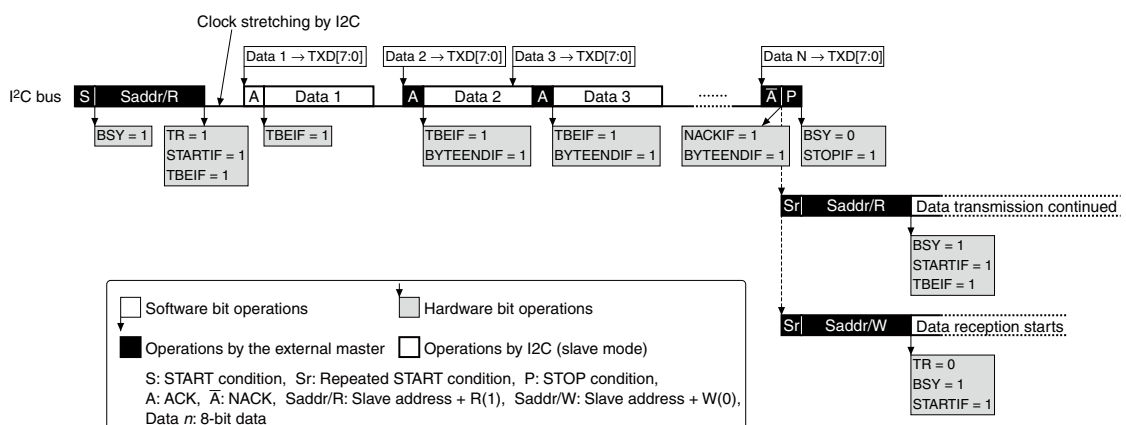 Clock stretching by I2C
Data 1 → TXD[7:0] Data 2 → TXD[7:0] Data 3 → TXD[7:0] Data N → TXD[7:0]
I²C bus S Saddr/R A Data 1 A Data 2 A Data 3 ······· A̅ P
BSY = 1
TR = 1
STARTIF = 1
TBEIF = 1
TBEIF = 1
TBEIF = 1
BYTEENDIF = 1
TBEIF = 1
BYTEENDIF = 1
NACKIF = 1
BYTEENDIF = 1
BSY = 0
STOPIF = 1
Sr Saddr/R Data transmission continued
BSY = 1
STARTIF = 1
TBEIF = 1
Sr Saddr/W Data reception starts
TR = 0
BSY = 1
STARTIF = 1
Software bit operations Hardware bit operations
Operations by the external master Operations by I2C (slave mode)
S: START condition, Sr: Repeated START condition, P: STOP condition,
A: ACK, A̅: NACK, Saddr/R: Slave address + R(1), Saddr/W: Slave address + W(0),
Data n: 8-bit data